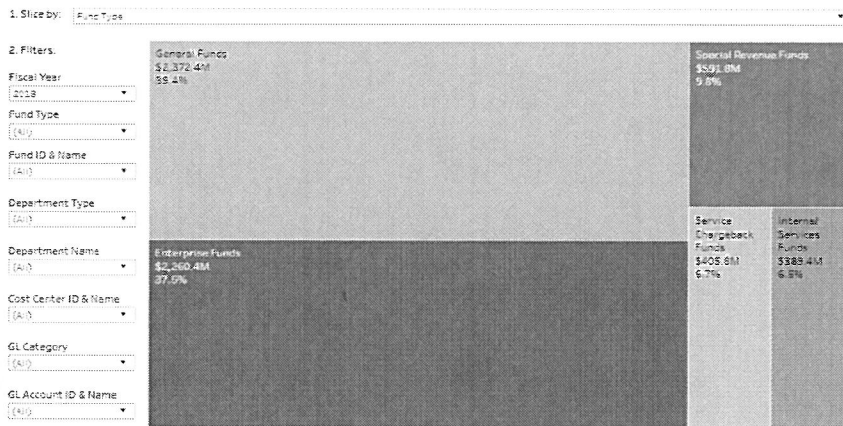 1. Slice by: Fund Type
2. Filters:
Fiscal Year
2018
Fund Type
(All)
Fund ID & Name
(All)
Department Type
(All)
Department Name
(All)
Cost Center ID & Name
(All)
GL Category
(All)
GL Account ID & Name
(All)
General Funds
$2,372.4M
39.4%
Enterprise Funds
$2,260.4M
37.5%
Special Revenue Funds
$591.8M
9.8%
Service
Chargeback
Funds
$405.8M
6.7%
Internal
Services
Funds
$389.4M
6.5%